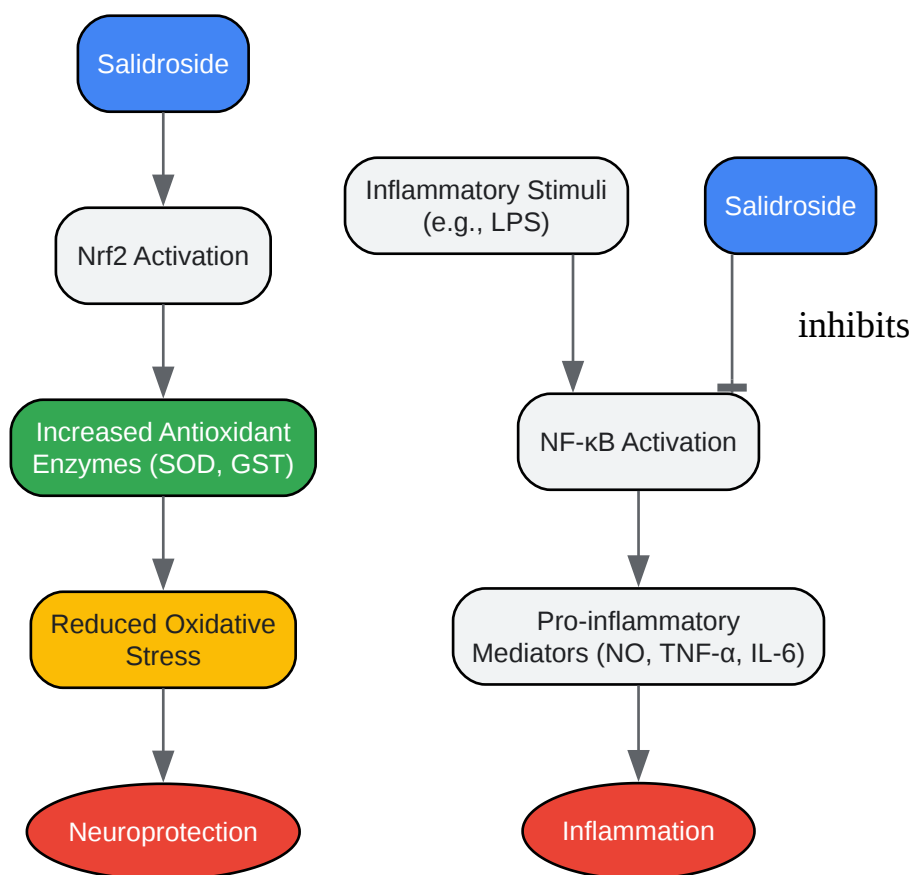 Salidroside
Nrf2 Activation
Increased Antioxidant
Enzymes (SOD, GST)
Reduced Oxidative
Stress
Neuroprotection
Inflammatory Stimuli
(e.g., LPS)
Salidroside
inhibits
NF-κB Activation
Pro-inflammatory
Mediators (NO, TNF-α, IL-6)
Inflammation